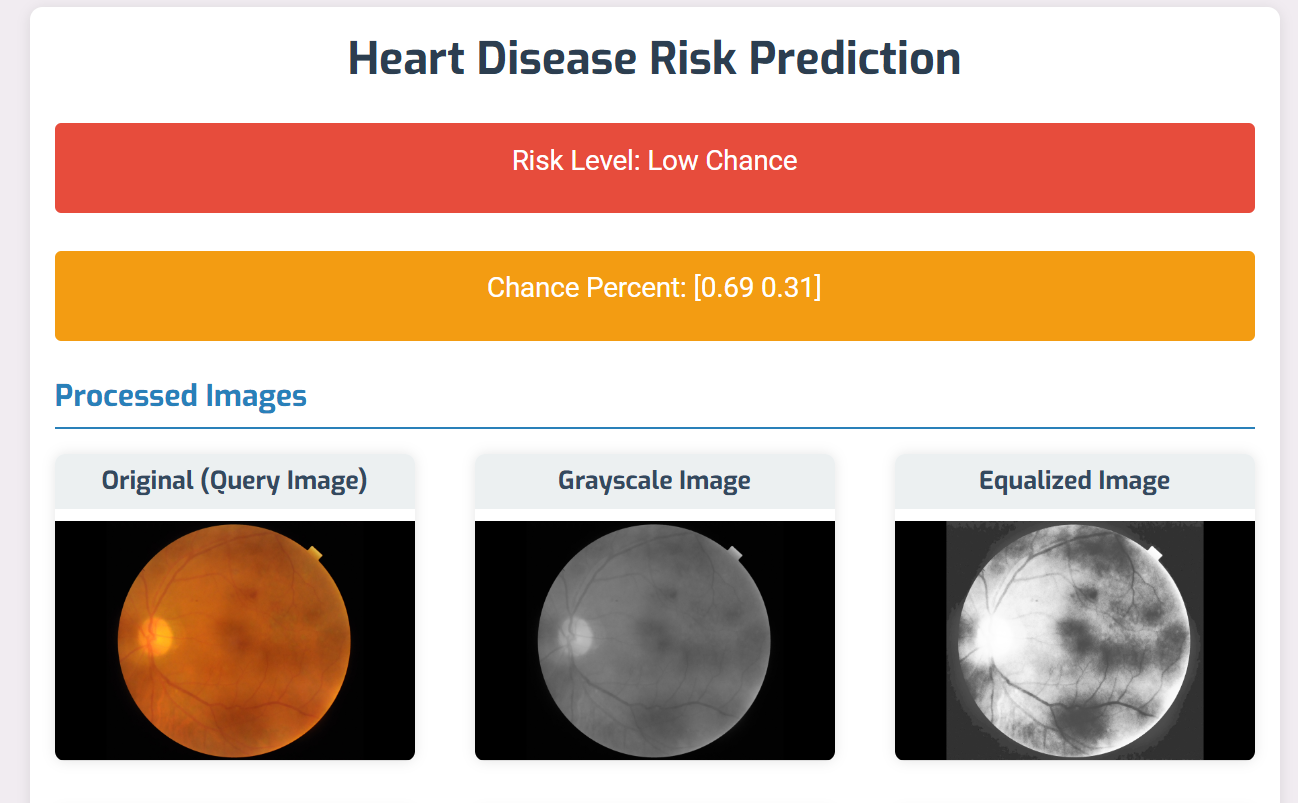 Heart Disease Risk Prediction
Risk Level: Low Chance
Chance Percent: [0.69 0.31]
Processed Images
Original (Query Image)
Grayscale Image
Equalized Image